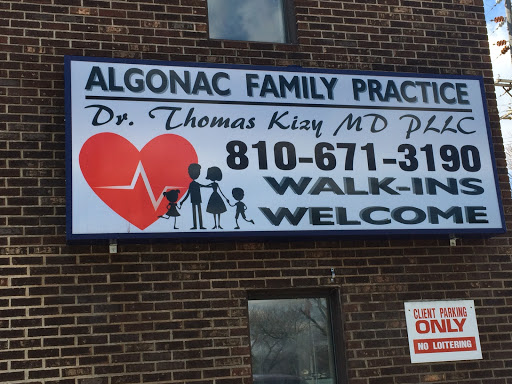 ALGONAC FAMILY PRACTICE
Dr. Thomas Kizy MD PLLC
810-671-3190
WALK-INS
WELCOME
CLIENT PARKING
ONLY
NO LOITERING